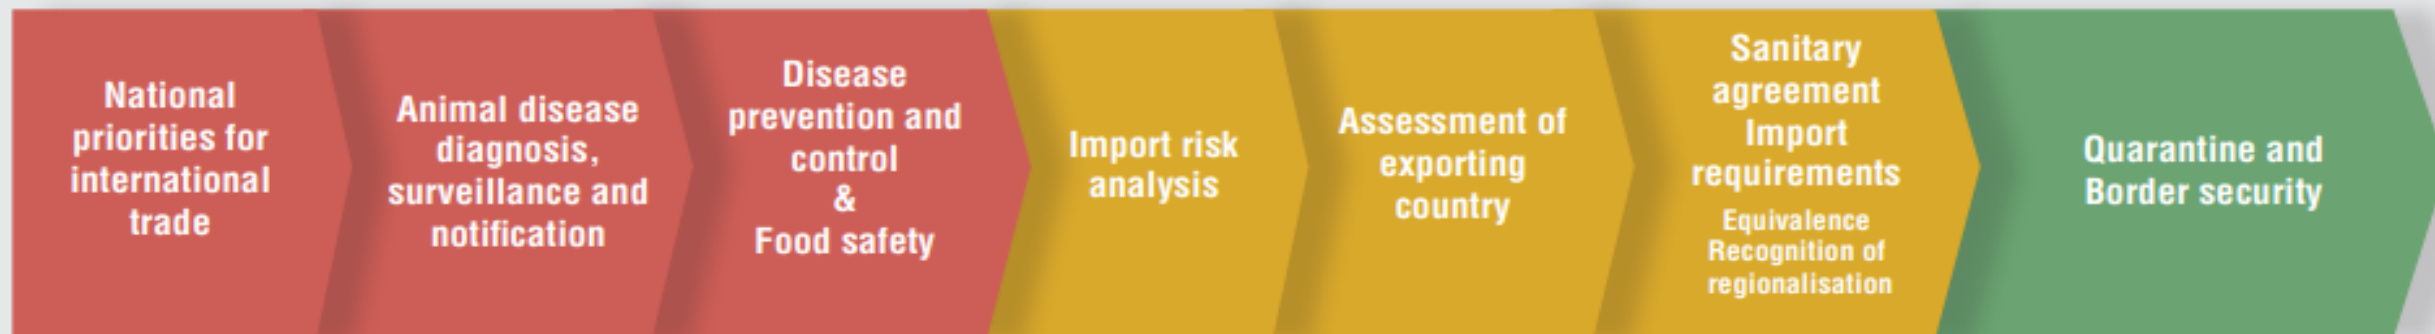 National
priorities for
international
trade
Animal disease
diagnosis,
surveillance and
notification
Disease
prevention and
control
&
Food safety
Import risk
analysis
Assessment of
exporting
country
Sanitary
agreement
Import
requirements
Equivalence
Recognition of
regionalisation
Quarantine and
Border security